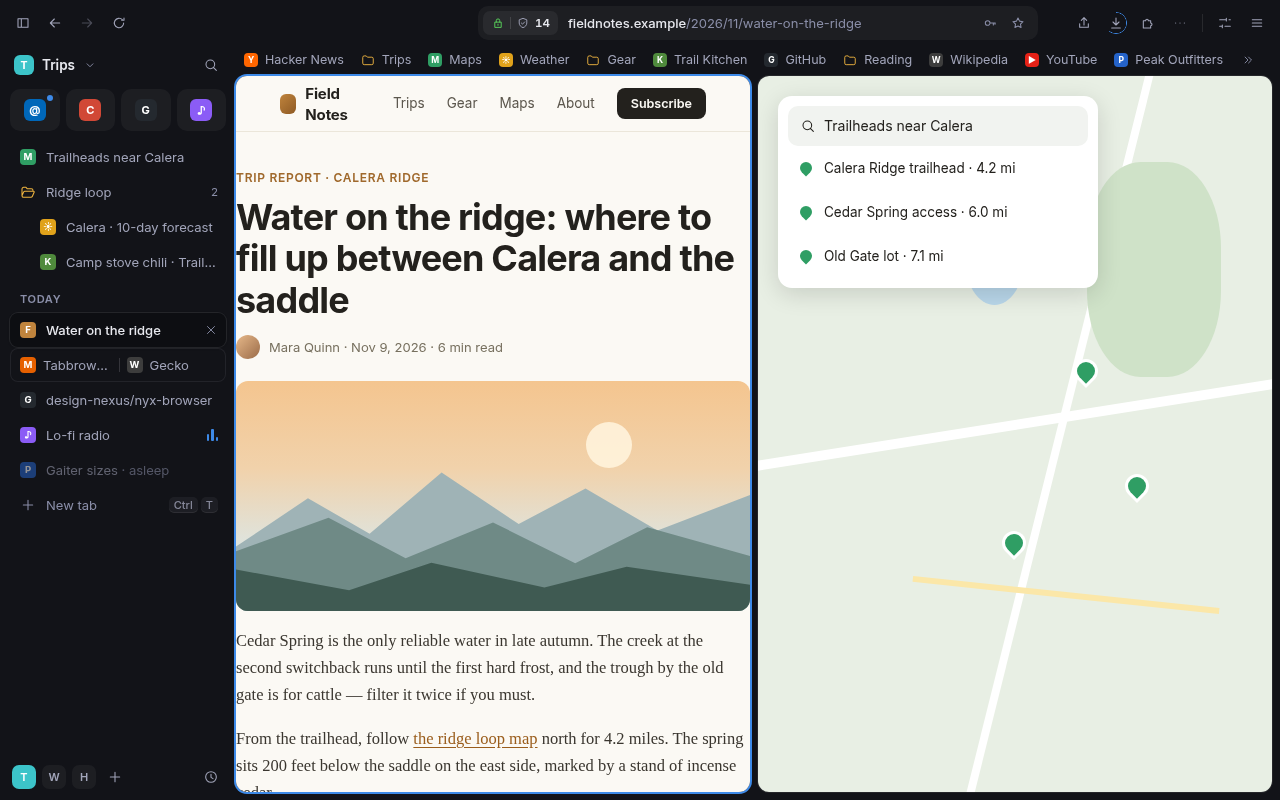 14
fieldnotes.example/2026/11/water-on-the-ridge
T Trips
@ C G
Trailheads near Calera
Ridge loop 2
Calera · 10-day forecast
Camp stove chili · Trail...
TODAY
Water on the ridge
Tabbrow... Gecko
design-nexus/nyx-browser
Lo-fi radio
Gaiter sizes · asleep
New tab Ctrl T
T W H
Hacker News Trips Maps Weather Gear Trail Kitchen GitHub Reading Wikipedia YouTube Peak Outfitters
Field Notes
Trips Gear Maps About Subscribe
TRIP REPORT · CALERA RIDGE
Water on the ridge: where to
fill up between Calera and the
saddle
Mara Quinn · Nov 9, 2026 · 6 min read
Cedar Spring is the only reliable water in late autumn. The creek at the
second switchback runs until the first hard frost, and the trough by the old
gate is for cattle — filter it twice if you must.
From the trailhead, follow the ridge loop map north for 4.2 miles. The spring
sits 200 feet below the saddle on the east side, marked by a stand of incense
cedar.
Trailheads near Calera
Calera Ridge trailhead · 4.2 mi
Cedar Spring access · 6.0 mi
Old Gate lot · 7.1 mi